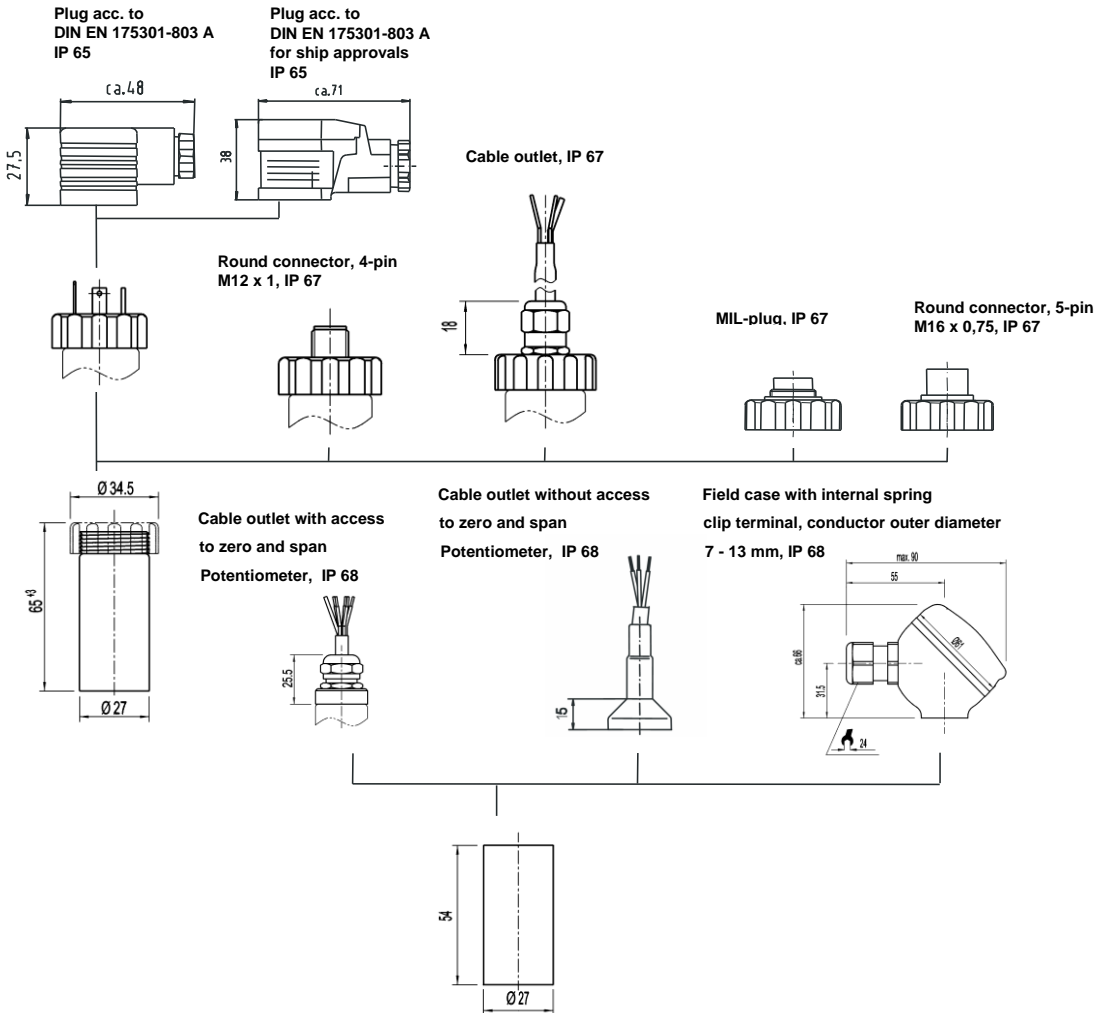 Plug acc. to
DIN EN 175301-803 A
IP 65
Plug acc. to
DIN EN 175301-803 A
for ship approvals
IP 65
ca.48
ca.71
27,5
38
Cable outlet, IP 67
Round connector, 4-pin
M12 x 1, IP 67
18
MIL-plug, IP 67
Round connector, 5-pin
M16 x 0,75, IP 67
Ø 34.5
65 +3
Ø 27
Cable outlet with access
to zero and span
Potentiometer, IP 68
25.5
Cable outlet without access
to zero and span
Potentiometer, IP 68
15
Field case with internal spring
clip terminal, conductor outer diameter
7 - 13 mm, IP 68
max. 90
55
ca.66
31.5
Ø61
24
54
Ø 27